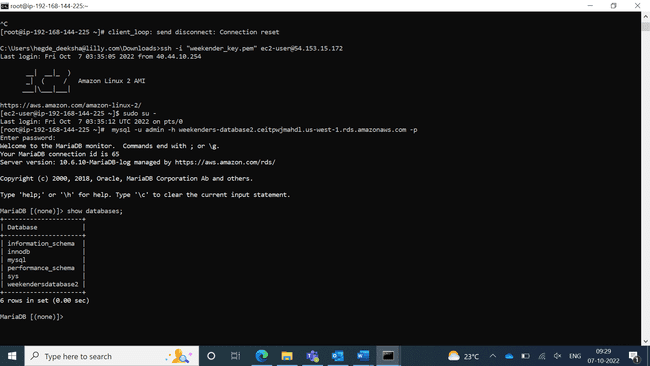 root@ip-192-168-144-225:~
^C
[root@ip-192-168-144-225 ~]# client_loop: send disconnect: Connection reset
C:\Users\hegde_deeksha@lilly.com\Downloads>ssh -i "weekender_key.pem" ec2-user@54.153.15.172
Last login: Fri Oct  7 03:35:05 2022 from 40.44.10.254
       __|  __|_  )
       _|  (     /   Amazon Linux 2 AMI
      ___|\___|___|
https://aws.amazon.com/amazon-linux-2/
[ec2-user@ip-192-168-144-225 ~]$ sudo su -
Last login: Fri Oct  7 03:35:12 UTC 2022 on pts/0
[root@ip-192-168-144-225 ~]#  mysql -u admin -h weekenders-database2.ceitpwjmahdl.us-west-1.rds.amazonaws.com -p
Enter password:
Welcome to the MariaDB monitor.  Commands end with ; or \g.
Your MariaDB connection id is 65
Server version: 10.6.10-MariaDB-log managed by https://aws.amazon.com/rds/
Copyright (c) 2000, 2018, Oracle, MariaDB Corporation Ab and others.
Type 'help;' or '\h' for help. Type '\c' to clear the current input statement.
MariaDB [(none)]> show databases;
+--------------------+
| Database           |
+--------------------+
| information_schema |
| innodb             |
| mysql              |
| performance_schema |
| sys                |
| weekendersdatabase2 |
+--------------------+
6 rows in set (0.00 sec)
MariaDB [(none)]>
Type here to search
23°C
ENG
09:29
07-10-2022